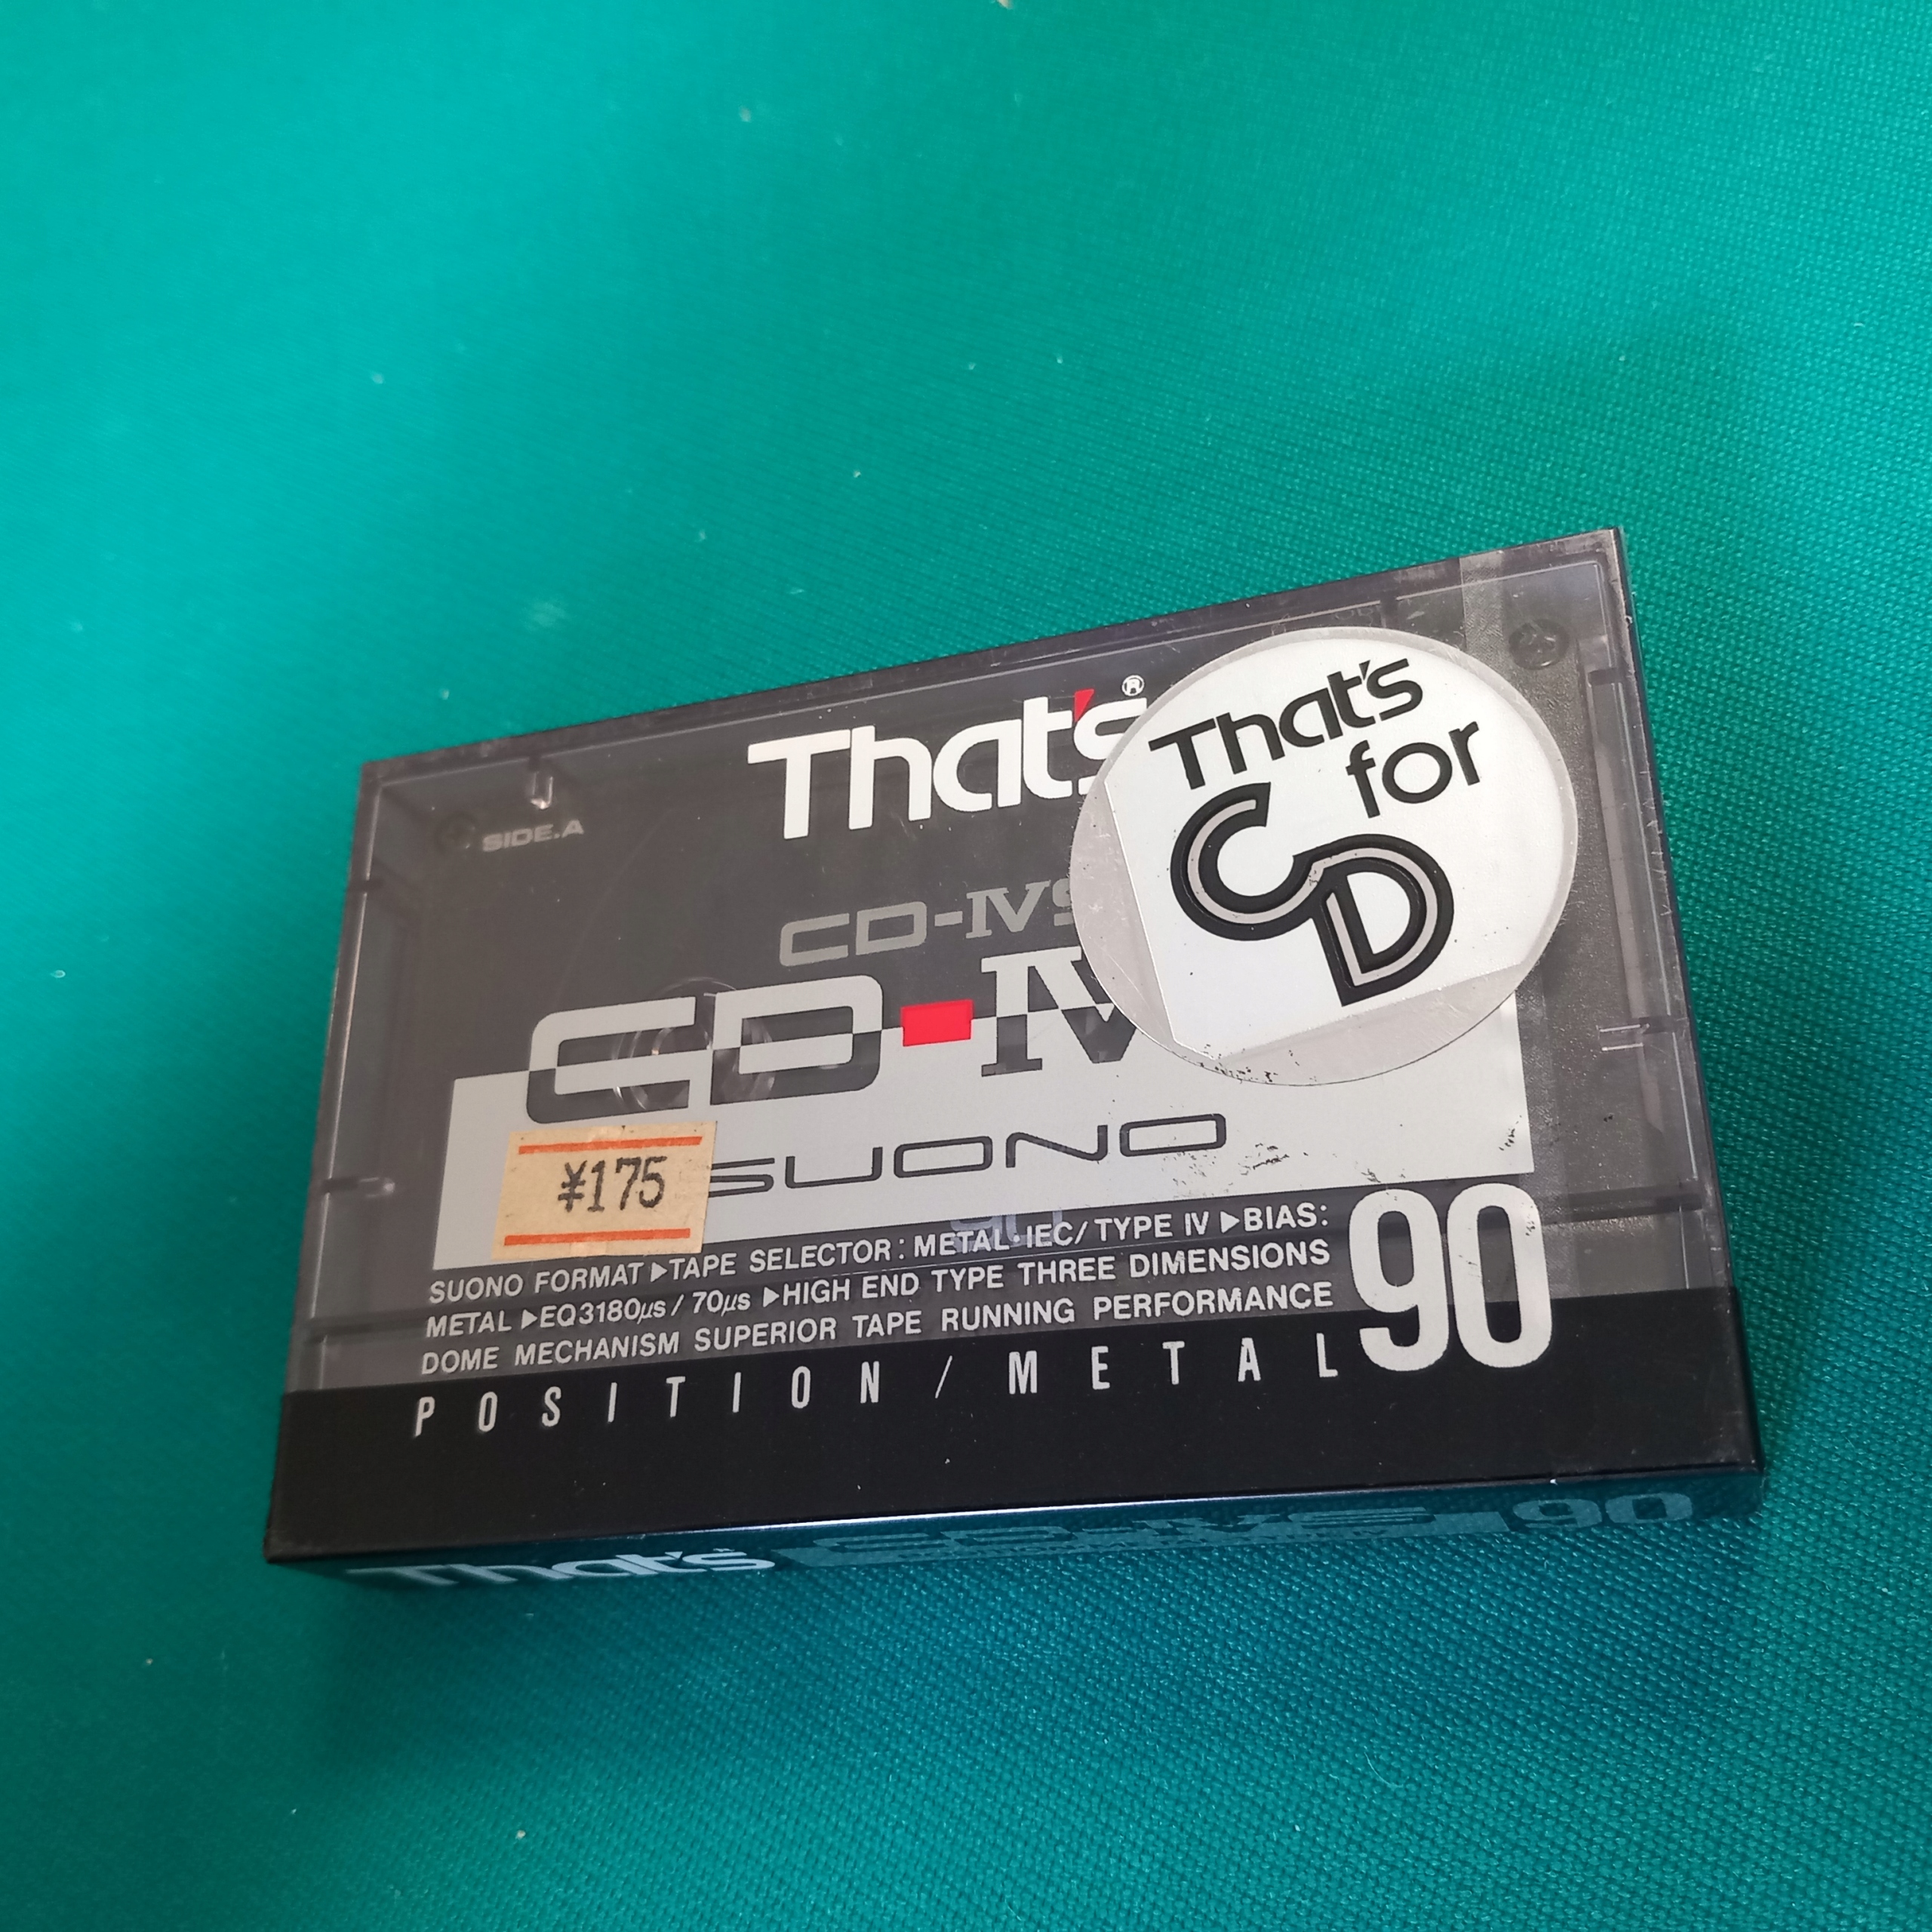 That's®
That's
for
CD
SIDE.A
CD-IVS
CD-IV
SUONO
¥175
SUONO FORMAT ▶TAPE SELECTOR: METAL·IEC/TYPE IV ▶BIAS:
METAL ▶EQ3180μs/70μs ▶HIGH END TYPE THREE DIMENSIONS
DOME MECHANISM SUPERIOR TAPE RUNNING PERFORMANCE
90
POSITION/METAL
That's CD-IVS 90